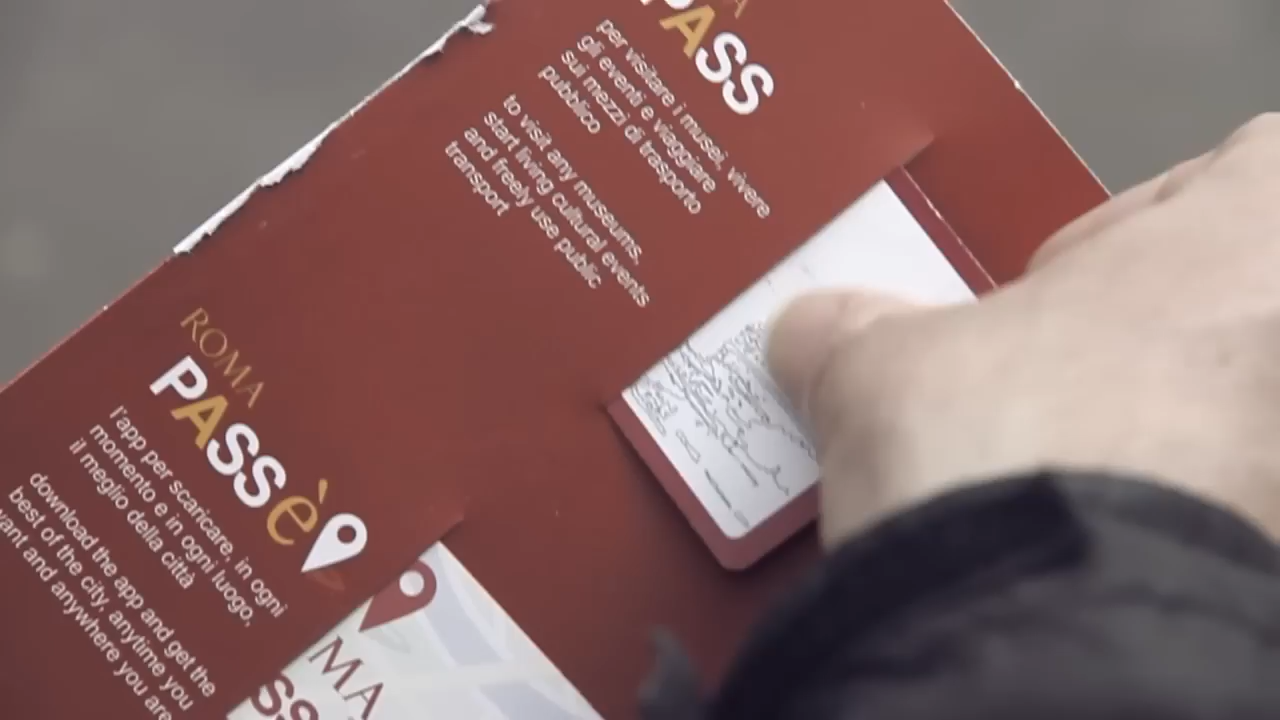 PASS
per visitare i musei, vivere
gli eventi e viaggiare
sui mezzi di trasporto
pubblico
to visit any museums,
start living cultural events
and freely use public
transport
ROMA
PASS è
l'app per scaricare, in ogni
momento e in ogni luogo,
il meglio della città
download the app and get the
best of the city, anytime you
want and anywhere you are
MA
SS